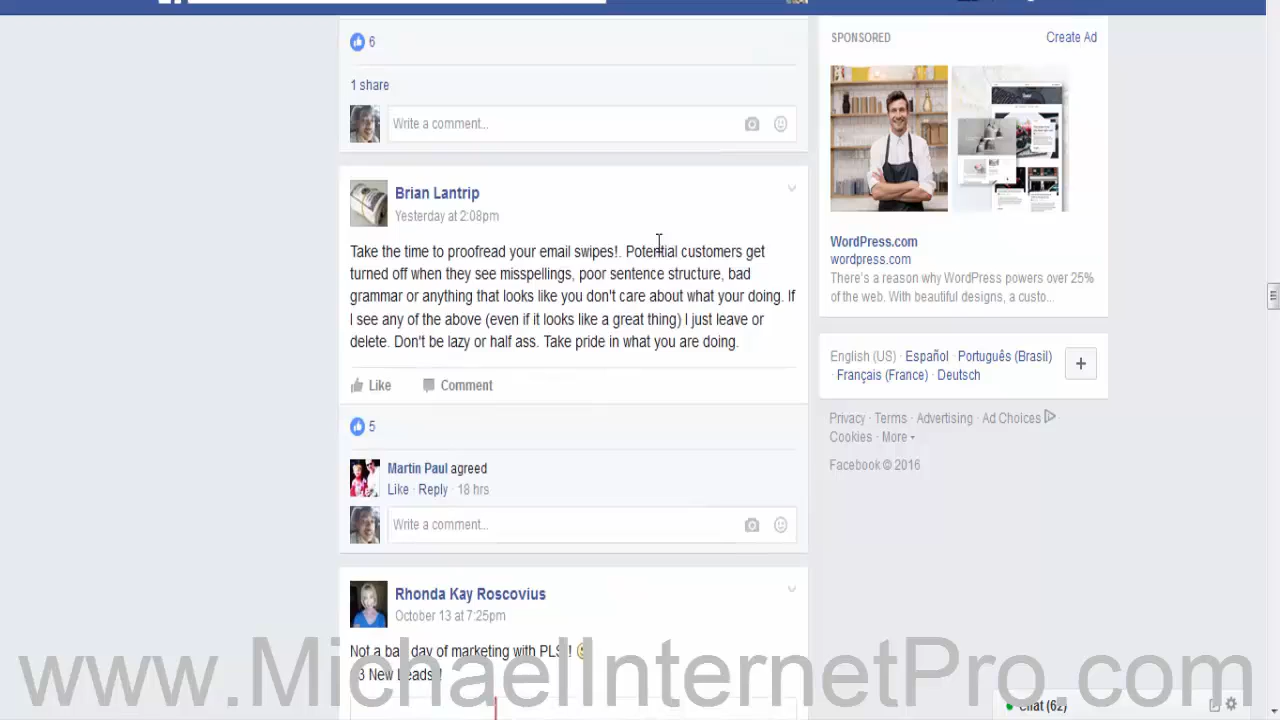 6
1 share
Write a comment...
Brian Lantrip
Yesterday at 2:08pm
Take the time to proofread your email swipes!. Potential customers get
turned off when they see misspellings, poor sentence structure, bad
grammar or anything that looks like you don't care about what your doing. If
I see any of the above (even if it looks like a great thing) I just leave or
delete. Don't be lazy or half ass. Take pride in what you are doing.
Like Comment
5
Martin Paul agreed
Like · Reply · 18 hrs
Write a comment...
Rhonda Kay Roscovius
October 13 at 7:25pm
Not a bad day of marketing with
3 New Leads !
SPONSORED Create Ad
WordPress.com
wordpress.com
There's a reason why WordPress powers over 25%
of the web. With beautiful designs, a custo...
English (US) · Español · Português (Brasil)
· Français (France) · Deutsch
+
Privacy · Terms · Advertising · Ad Choices
Cookies · More
Facebook © 2016
Chat (62)
www.MichaelInternetPro.com